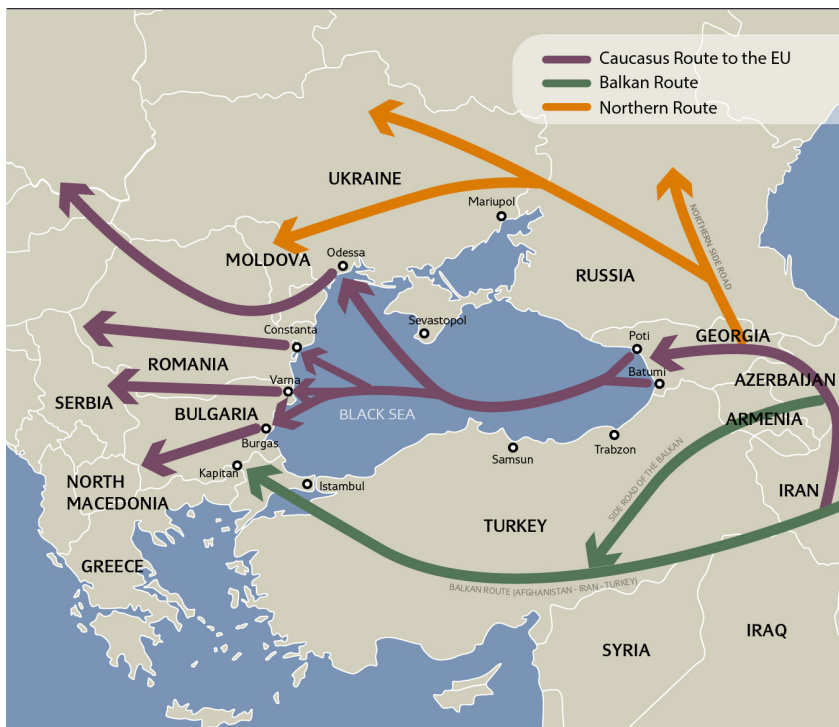 Caucasus Route to the EU
Balkan Route
Northern Route
UKRAINE
Mariupol
MOLDOVA
Odessa
NORTHERN SIDE ROAD
RUSSIA
Constanta
Sevastopol
Poti
GEORGIA
ROMANIA
Varna
Batumi
AZERBAIJAN
SERBIA
BULGARIA
BLACK SEA
ARMENIA
Burgas
Kapitan
Samsun
Trabzon
SIDE ROAD OF THE BALKAN
NORTH
MACEDONIA
Istambul
IRAN
TURKEY
GREECE
BALKAN ROUTE (AFGHANISTAN - IRAN - TURKEY)
SYRIA
IRAQ